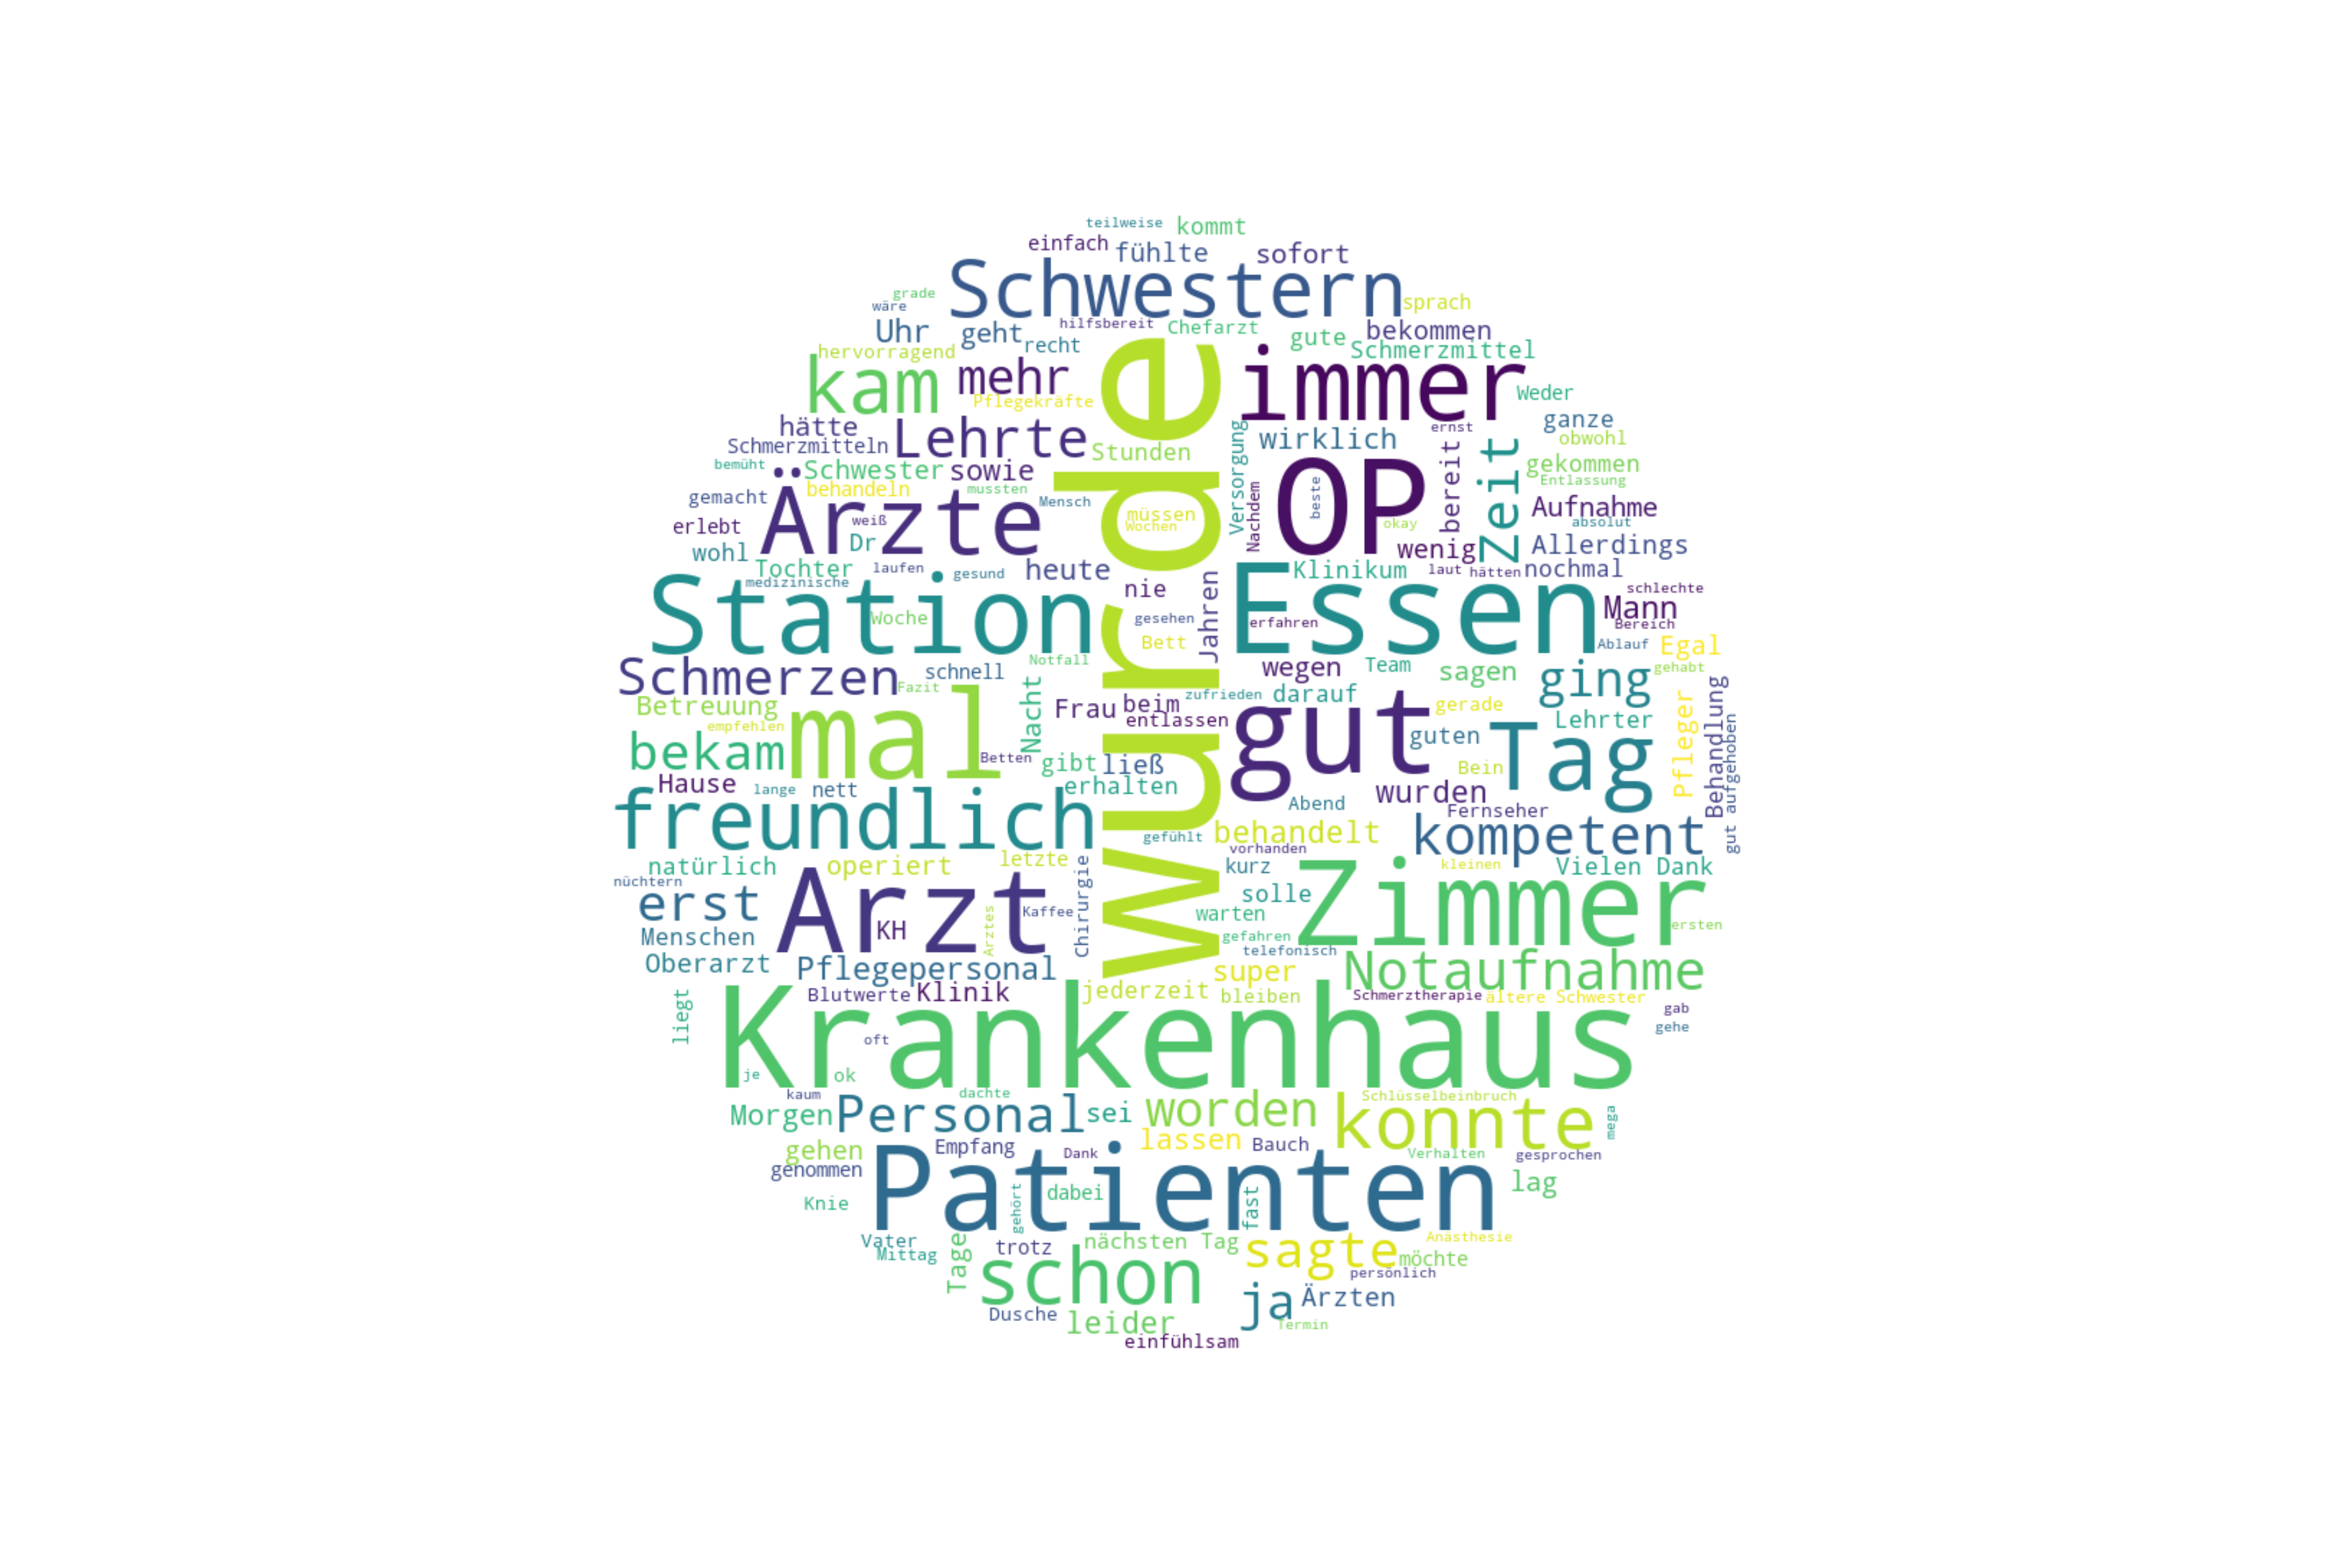 teilweise
kommt
einfach
fühlte
sofort
Schwestern
grade
wäre
sprach
Uhr
geht
recht
hilfsbereit
Chefarzt
gute
bekommen
hervorragend
Schmerzmittel
kam
mehr
Pflegekräfte
immer
Weder
wurde
hätte
Lehrte
Schmerzmitteln
Stunden
Versorgung
wirklich
ernst
ganze
obwohl
bemüht
Schwester
sowie
Zeit
gekommen
Entlassung
gemacht
behandeln
mussten
Mensch
müssen
Wochen
Nachdem
OP
beste
okay
bereit
Aufnahme
absolut
erlebt
Ärzte
weiß
Dr
wohl
wenig
Allerdings
Tochter
laufen
gesund
heute
Klinikum
laut
hätten
nochmal
medizinische
Station
Woche
nie
Jahren
Essen
erfahren
schlechte
Mann
Bereich
gesehen
Bett
Ablauf
Egal
Schmerzen
schnell
Notfall
wegen
Team
sagen
ging
gehabt
Fazit
Betreuung
empfehlen
mal
Nacht
Frau
beim
entlassen
zufrieden
darauf
gerade
Lehrter
Pfleger
Behandlung
gut aufgehoben
bekam
Betten
gibt
ließ
gut
guten
Bein
Tag
Hause
lange
nett
erhalten
Abend
wurden
Fernseher
freundlich
gefühlt
behandelt
kompetent
vorhanden
natürlich
operiert
letzte
Chirurgie
kurz
kleinen
Vielen Dank
nüchtern
erst
Arzt
KH
Arztes
Kaffee
solle
warten
Zimmer
ersten
Menschen
gefahren
telefonisch
Oberarzt
Pflegepersonal
super
Notaufnahme
liegt
Blutwerte
Klinik
jederzeit
bleiben
Schmerztherapie
ältere Schwester
gab
gehe
Krankenhaus
oft
je
ok
kaum
dachte
Schlüsselbeinbruch
Morgen
Personal
sei
worden
konnte
mega
gehen
genommen
Empfang
Dank
lassen
Bauch
Verhalten
gesprochen
Patienten
Knie
gehört
dabei
fast
lag
Vater
Mittag
Tage
trotz
nächsten Tag
sagte
Anästhesie
möchte
schon
persönlich
ja
Ärzten
Dusche
leider
Termin
einfühlsam